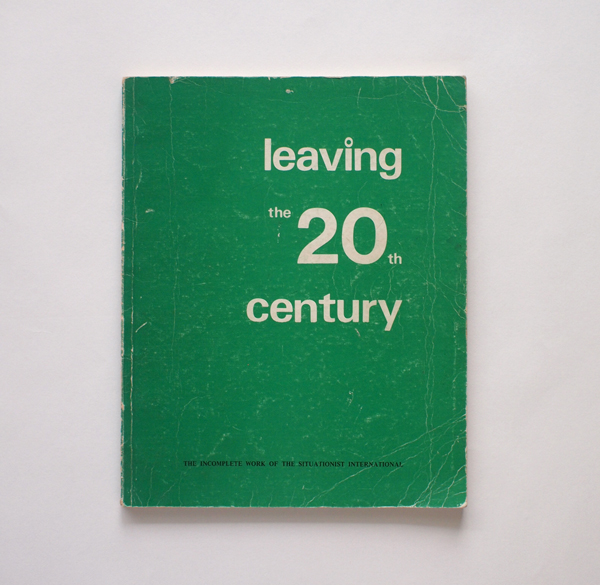 leaving
the 20th
century
THE INCOMPLETE WORK OF THE SITUATIONIST INTERNATIONAL